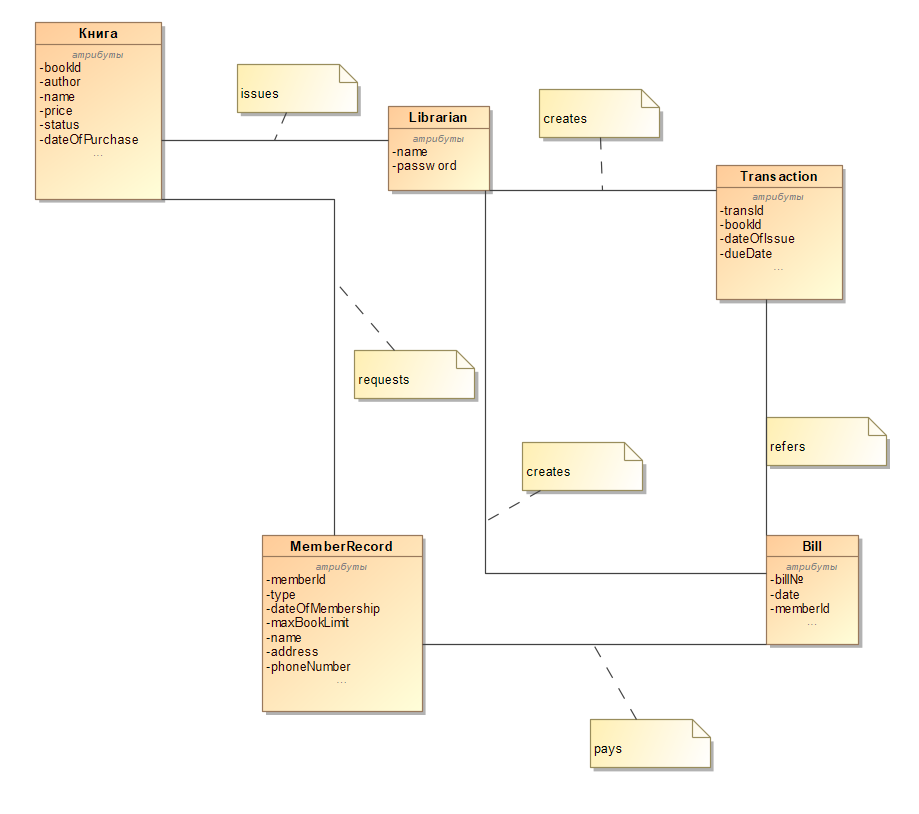 Книга
атрибуты
-bookId
-author
-name
-price
-status
-dateOfPurchase
...
issues
Librarian
атрибуты
-name
-password
creates
Transaction
атрибуты
-transId
-bookId
-dateOfIssue
-dueDate
...
requests
creates
refers
MemberRecord
атрибуты
-memberId
-type
-dateOfMembership
-maxBookLimit
-name
-address
-phoneNumber
...
Bill
атрибуты
-bill№
-date
-memberId
...
pays